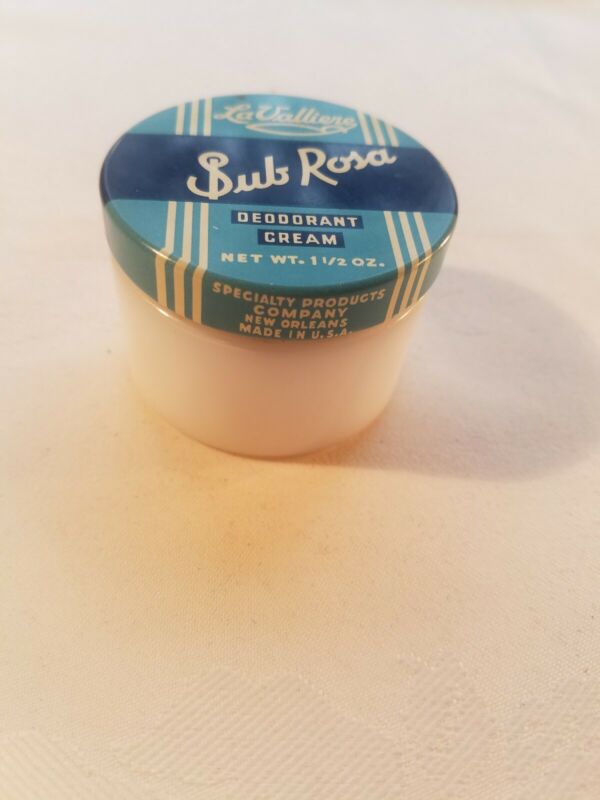 La Valliere
Sub Rosa
DEODORANT
CREAM
NET WT. 1 1/2 OZ.
SPECIALTY PRODUCTS
COMPANY
NEW ORLEANS
MADE IN U.S.A.